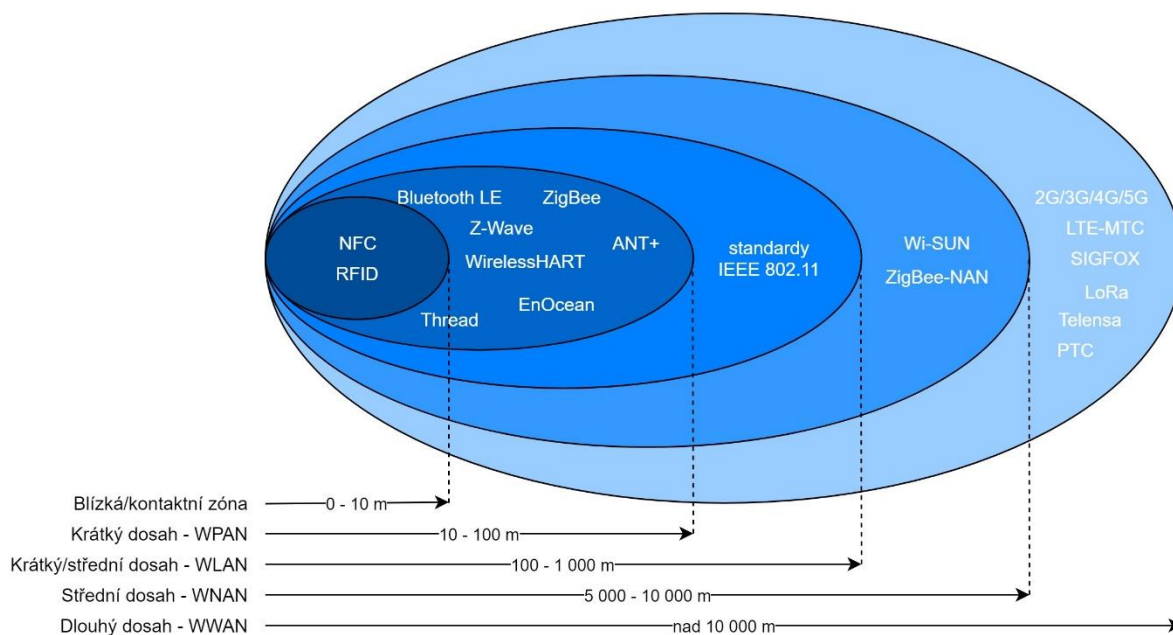 NFC
RFID
Bluetooth LE
ZigBee
Z-Wave
WirelessHART
ANT+
EnOcean
Thread
standardy
IEEE 802.11
Wi-SUN
ZigBee-NAN
2G/3G/4G/5G
LTE-MTC
SIGFOX
LoRa
Telensa
PTC
Blízká/kontaktní zóna 0 - 10 m
Krátký dosah - WPAN 10 - 100 m
Krátký/střední dosah - WLAN 100 - 1 000 m
Střední dosah - WNAN 5 000 - 10 000 m
Dlouhý dosah - WWAN nad 10 000 m